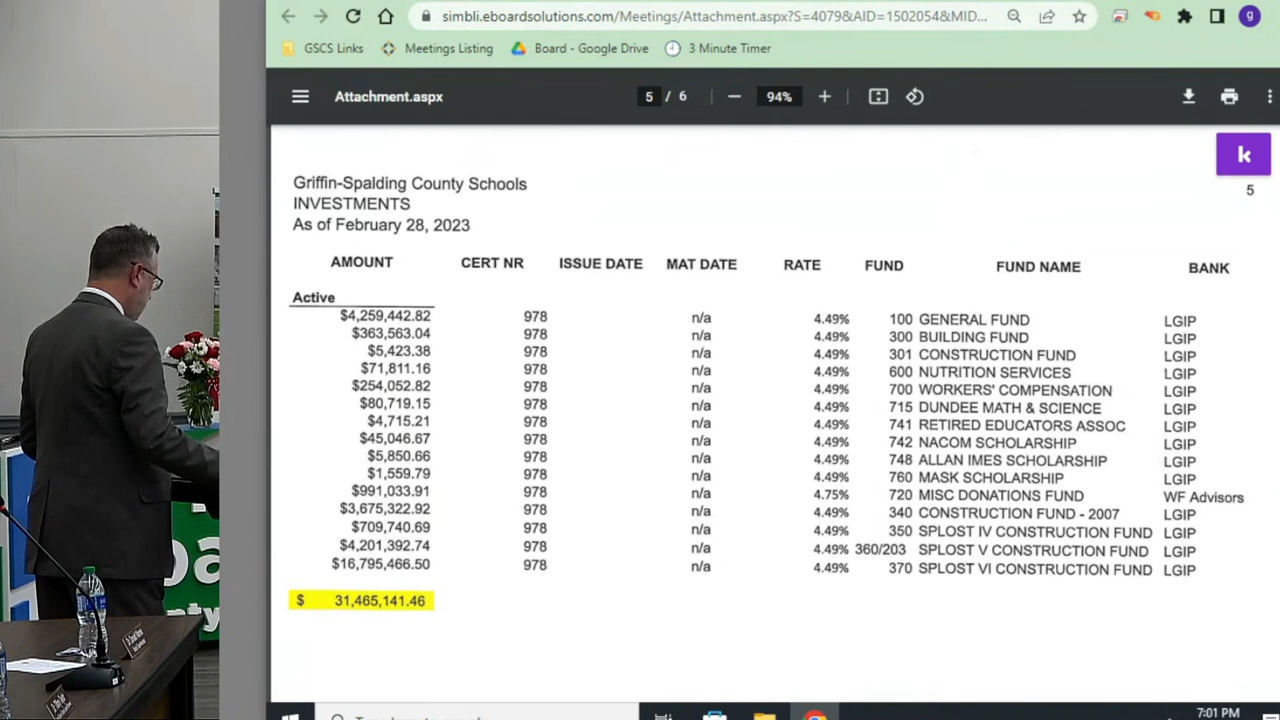 simbli.eboardsolutions.com/Meetings/Attachment.aspx?S=4079&AID=1502054&MID...
g
GSCS Links Meetings Listing Board - Google Drive 3 Minute Timer
Attachment.aspx 5 / 6 94%
k
5
Griffin-Spalding County Schools
INVESTMENTS
As of February 28, 2023
AMOUNT CERT NR ISSUE DATE MAT DATE RATE FUND FUND NAME BANK
Active
$4,259,442.82 978 n/a 4.49% 100 GENERAL FUND LGIP
$363,563.04 978 n/a 4.49% 300 BUILDING FUND LGIP
$5,423.38 978 n/a 4.49% 301 CONSTRUCTION FUND LGIP
$71,811.16 978 n/a 4.49% 600 NUTRITION SERVICES LGIP
$254,052.82 978 n/a 4.49% 700 WORKERS' COMPENSATION LGIP
$80,719.15 978 n/a 4.49% 715 DUNDEE MATH & SCIENCE LGIP
$4,715.21 978 n/a 4.49% 741 RETIRED EDUCATORS ASSOC LGIP
$45,046.67 978 n/a 4.49% 742 NACOM SCHOLARSHIP LGIP
$5,850.66 978 n/a 4.49% 748 ALLAN IMES SCHOLARSHIP LGIP
$1,559.79 978 n/a 4.49% 760 MASK SCHOLARSHIP LGIP
$991,033.91 978 n/a 4.75% 720 MISC DONATIONS FUND WF Advisors
$3,675,322.92 978 n/a 4.49% 340 CONSTRUCTION FUND - 2007 LGIP
$709,740.69 978 n/a 4.49% 350 SPLOST IV CONSTRUCTION FUND LGIP
$4,201,392.74 978 n/a 4.49% 360/203 SPLOST V CONSTRUCTION FUND LGIP
$16,795,466.50 978 n/a 4.49% 370 SPLOST VI CONSTRUCTION FUND LGIP
$ 31,465,141.46
7:01 PM